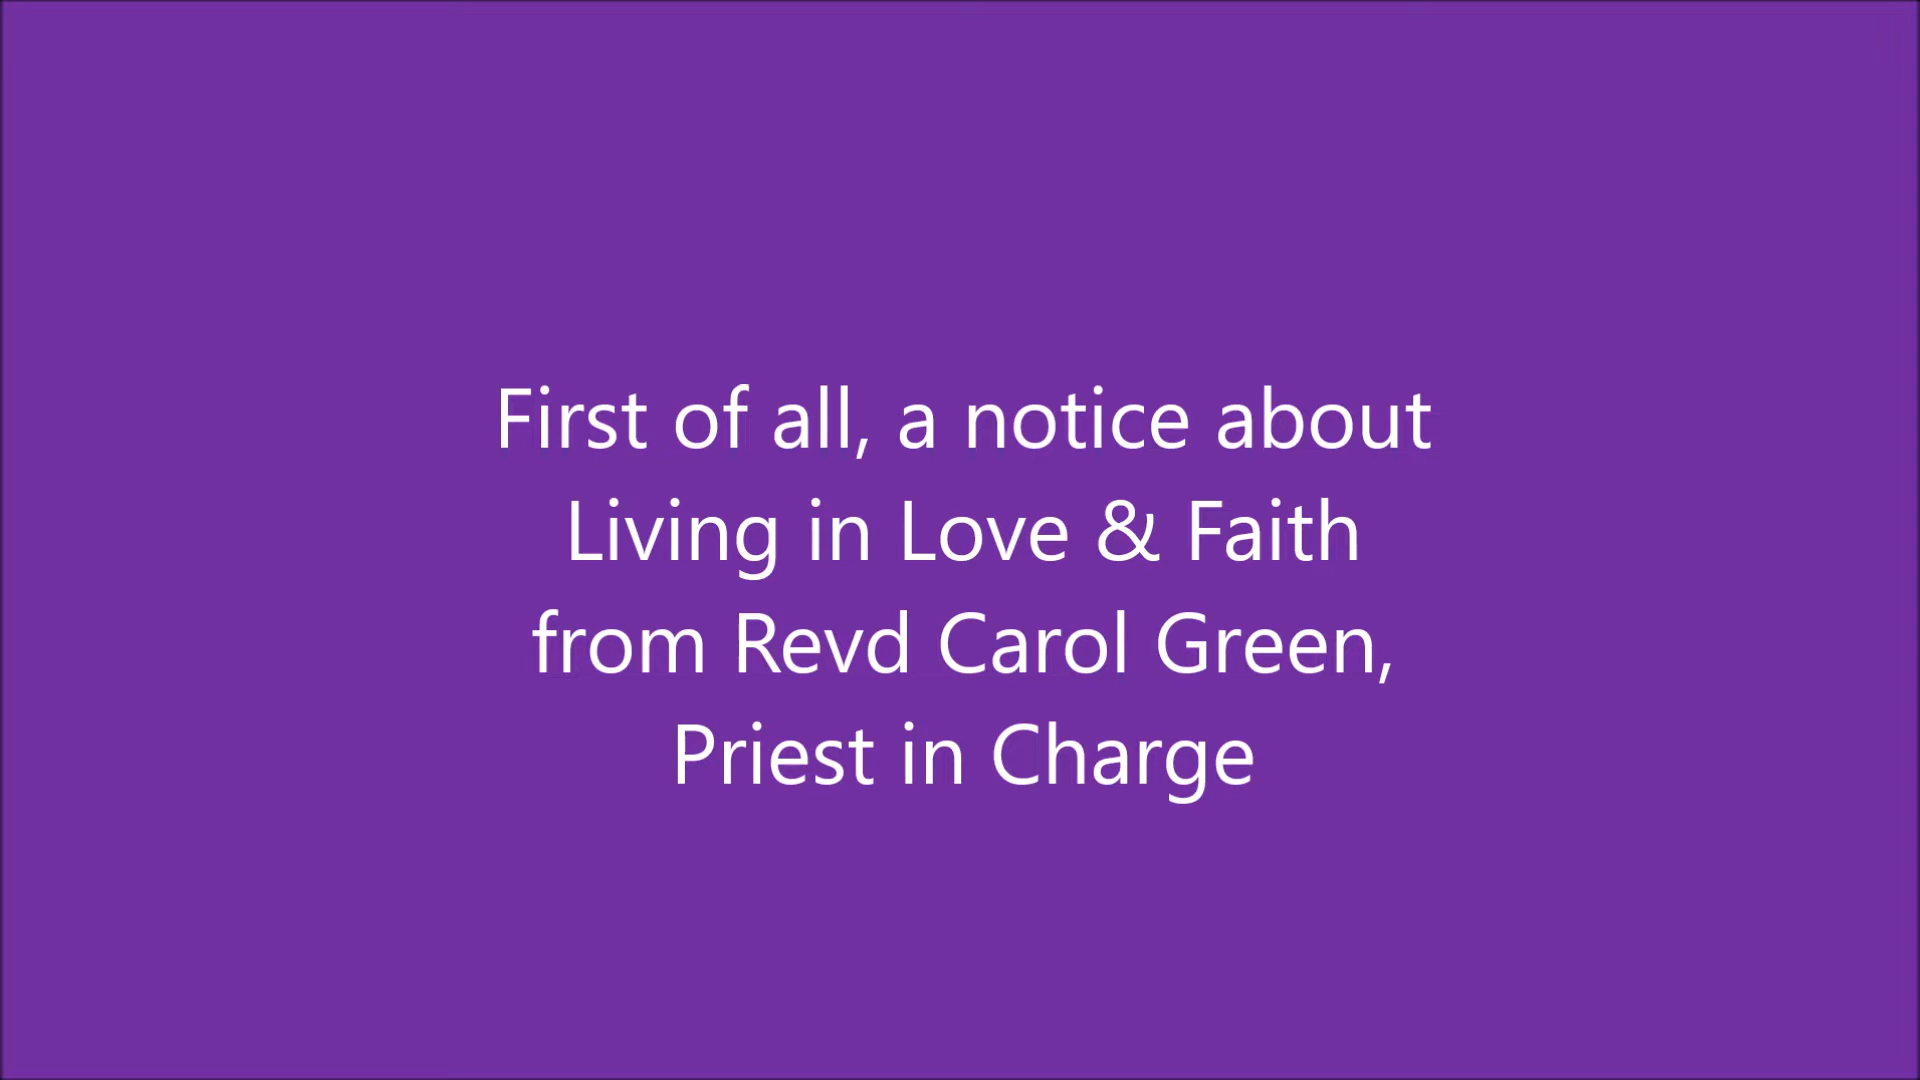 First of all, a notice about
Living in Love & Faith
from Revd Carol Green,
Priest in Charge